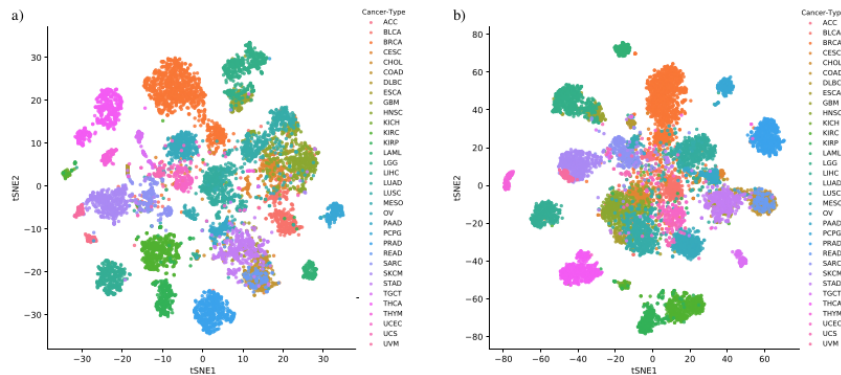 a)
Cancer-Type
ACC
BLCA
BRCA
CESC
CHOL
COAD
DLBC
ESCA
GBM
HNSC
KICH
KIRC
KIRP
LAML
LGG
LIHC
LUAD
LUSC
MESO
OV
PAAD
PCPG
PRAD
READ
SARC
SKCM
STAD
TGCT
THCA
THYM
UCEC
UCS
UVM
tSNE2
30
20
10
0
−10
−20
−30
−30
−20
−10
0
10
20
30
tSNE1
b)
Cancer-Type
ACC
BLCA
BRCA
CESC
CHOL
COAD
DLBC
ESCA
GBM
HNSC
KICH
KIRC
KIRP
LAML
LGG
LIHC
LUAD
LUSC
MESO
OV
PAAD
PCPG
PRAD
READ
SARC
SKCM
STAD
TGCT
THCA
THYM
UCEC
UCS
UVM
tSNE2
80
60
40
20
0
−20
−40
−60
−80
−80
−60
−40
−20
0
20
40
60
tSNE1